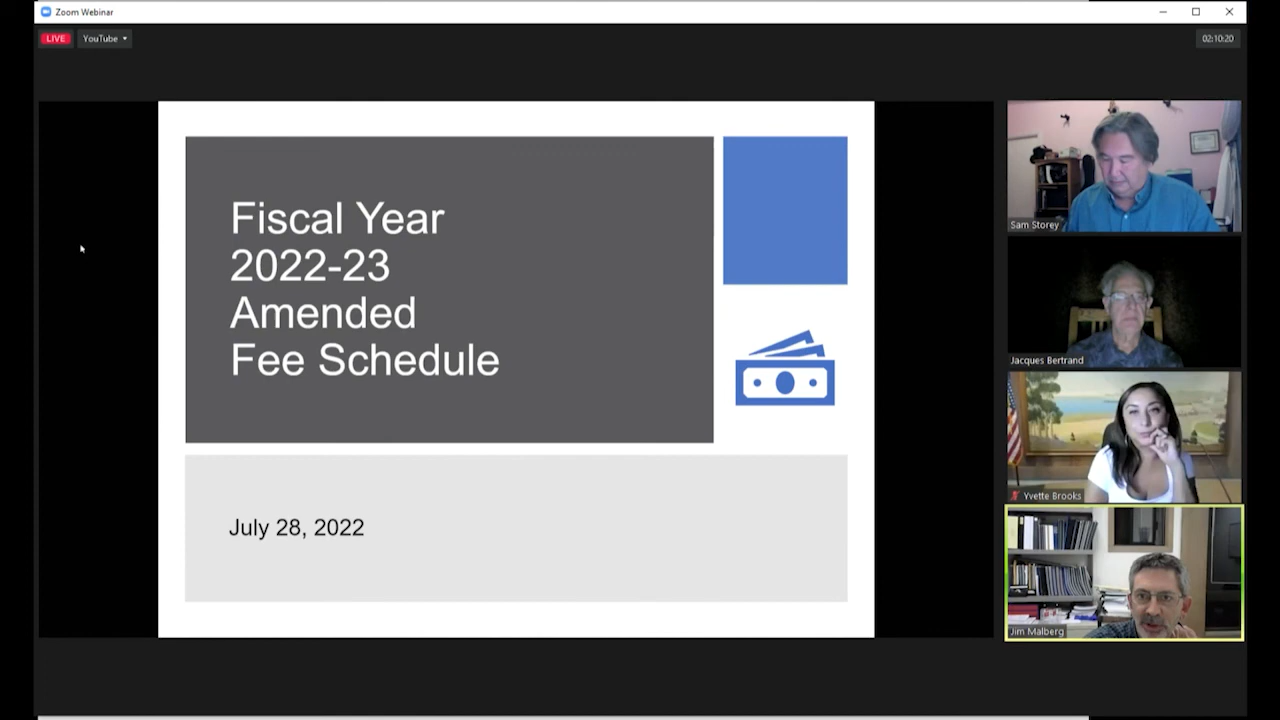 Zoom Webinar
LIVE
YouTube
02:10:20
Fiscal Year
2022-23
Amended
Fee Schedule
July 28, 2022
Sam Storey
Jacques Bertrand
Yvette Brooks
Jim Malberg